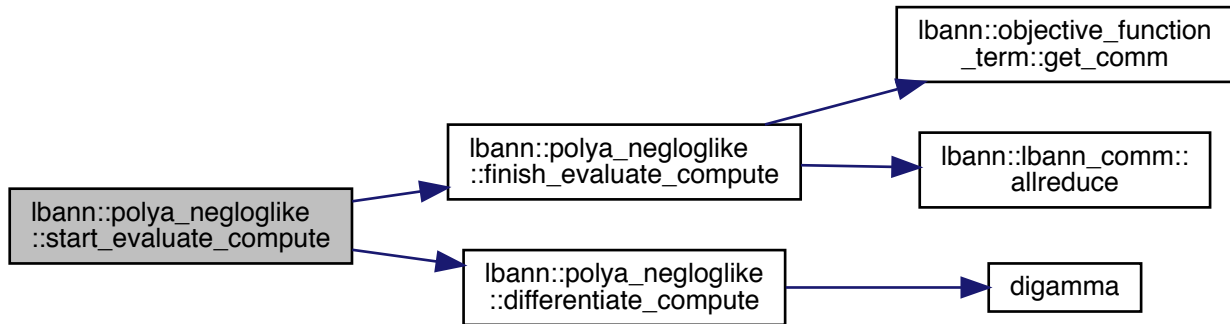 lbann::objective_function
_term::get_comm
lbann::polya_negloglike
::finish_evaluate_compute
lbann::lbann_comm::
allreduce
lbann::polya_negloglike
::start_evaluate_compute
lbann::polya_negloglike
::differentiate_compute
digamma